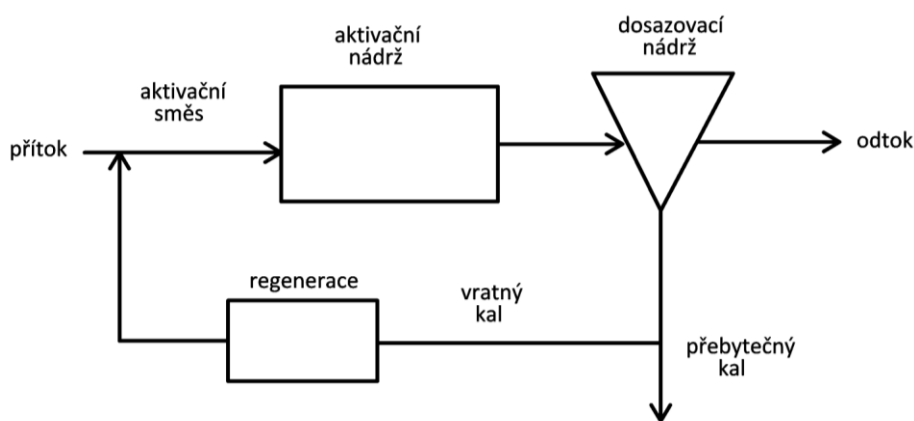 aktivační
nádrž
dosazovací
nádrž
aktivační
směs
přítok
odtok
regenerace
vratný
kal
přebytečný
kal